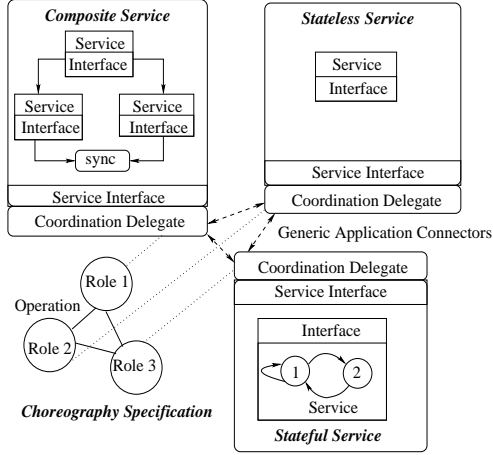 Composite Service
Service
Interface
Service
Interface
Service
Interface
sync
Service Interface
Coordination Delegate
Stateless Service
Service
Interface
Service Interface
Coordination Delegate
Generic Application Connectors
Coordination Delegate
Service Interface
Interface
1
2
Service
Stateful Service
Role 1
Operation
Role 2
Role 3
Choreography Specification